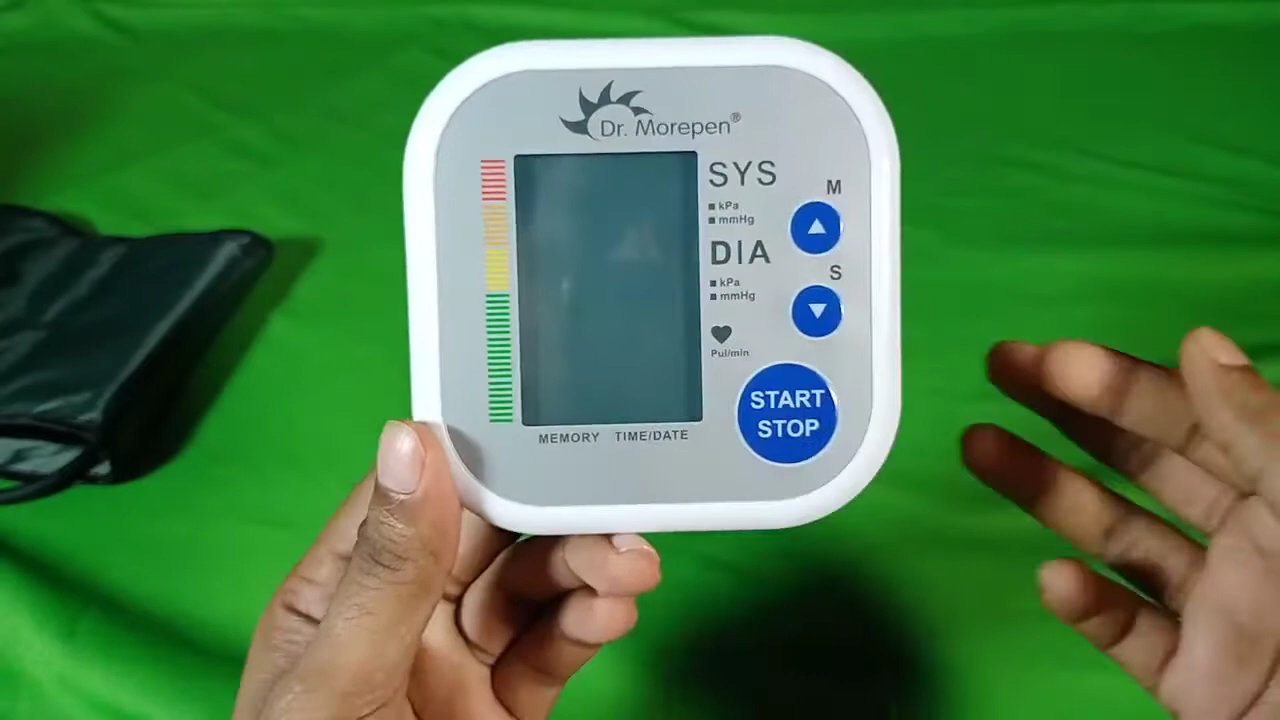 Dr. Morepen®
SYS
kPa
mmHg
M
DIA
kPa
mmHg
S
Pul/min
START
STOP
MEMORY TIME/DATE